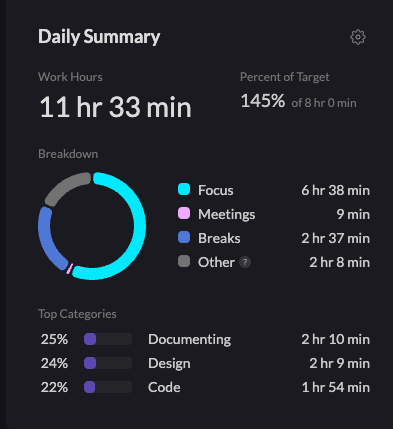 Daily Summary
Work Hours
Percent of Target
11 hr 33 min
145% of 8 hr 0 min
Breakdown
Focus 6 hr 38 min
Meetings 9 min
Breaks 2 hr 37 min
Other ? 2 hr 8 min
Top Categories
25% Documenting 2 hr 10 min
24% Design 2 hr 9 min
22% Code 1 hr 54 min